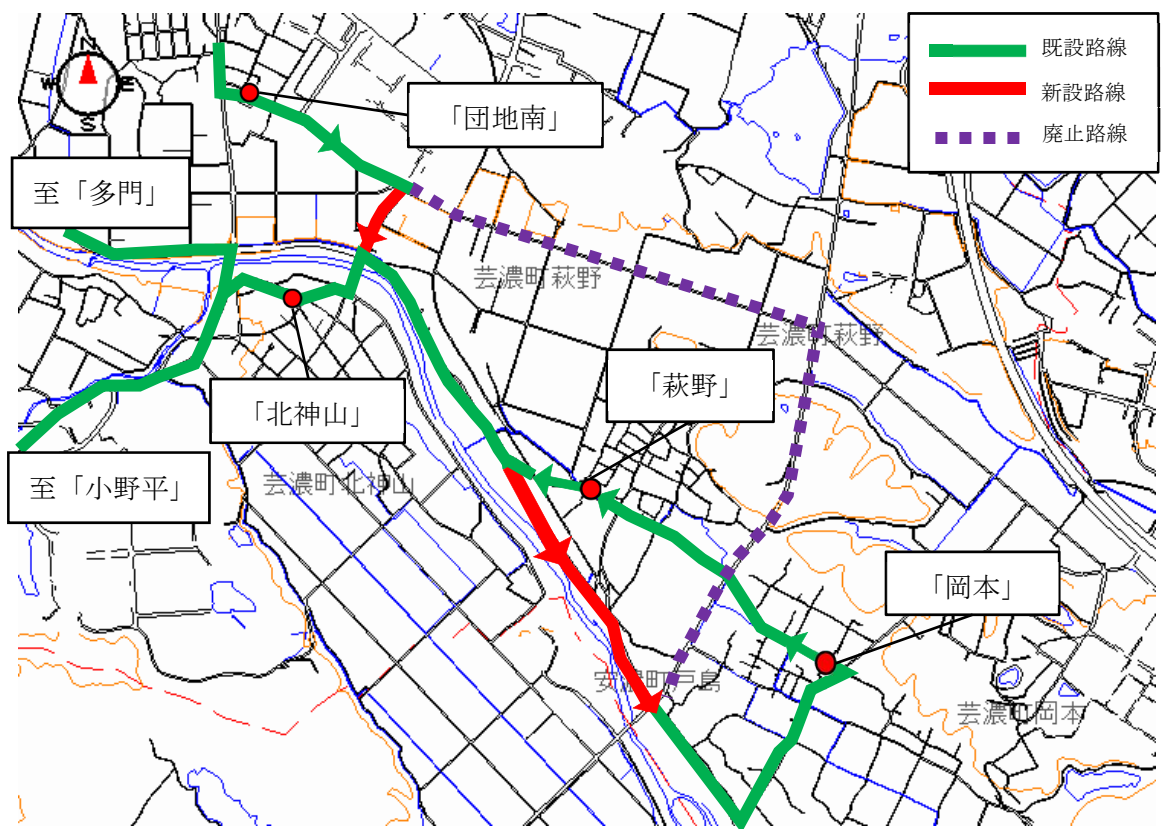 N
W
E
S
既設路線
新設路線
廃止路線
「団地南」
至「多門」
芸濃町萩野
芸濃町萩野
「萩野」
「北神山」
至「小野平」
芸濃町北神山
「岡本」
安濃町戸島
芸濃町岡本